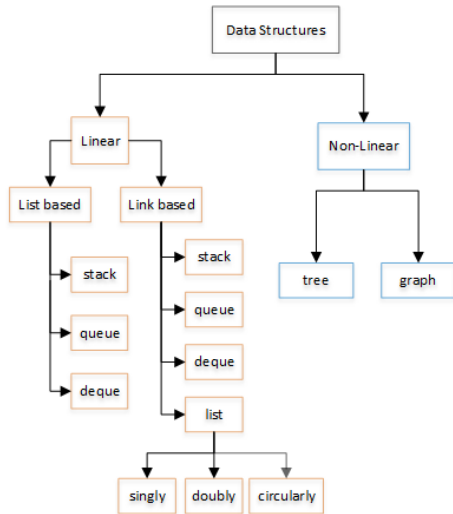 Data Structures
Linear
Non-Linear
List based
Link based
stack
stack
tree
graph
queue
queue
deque
deque
list
singly
doubly
circularly